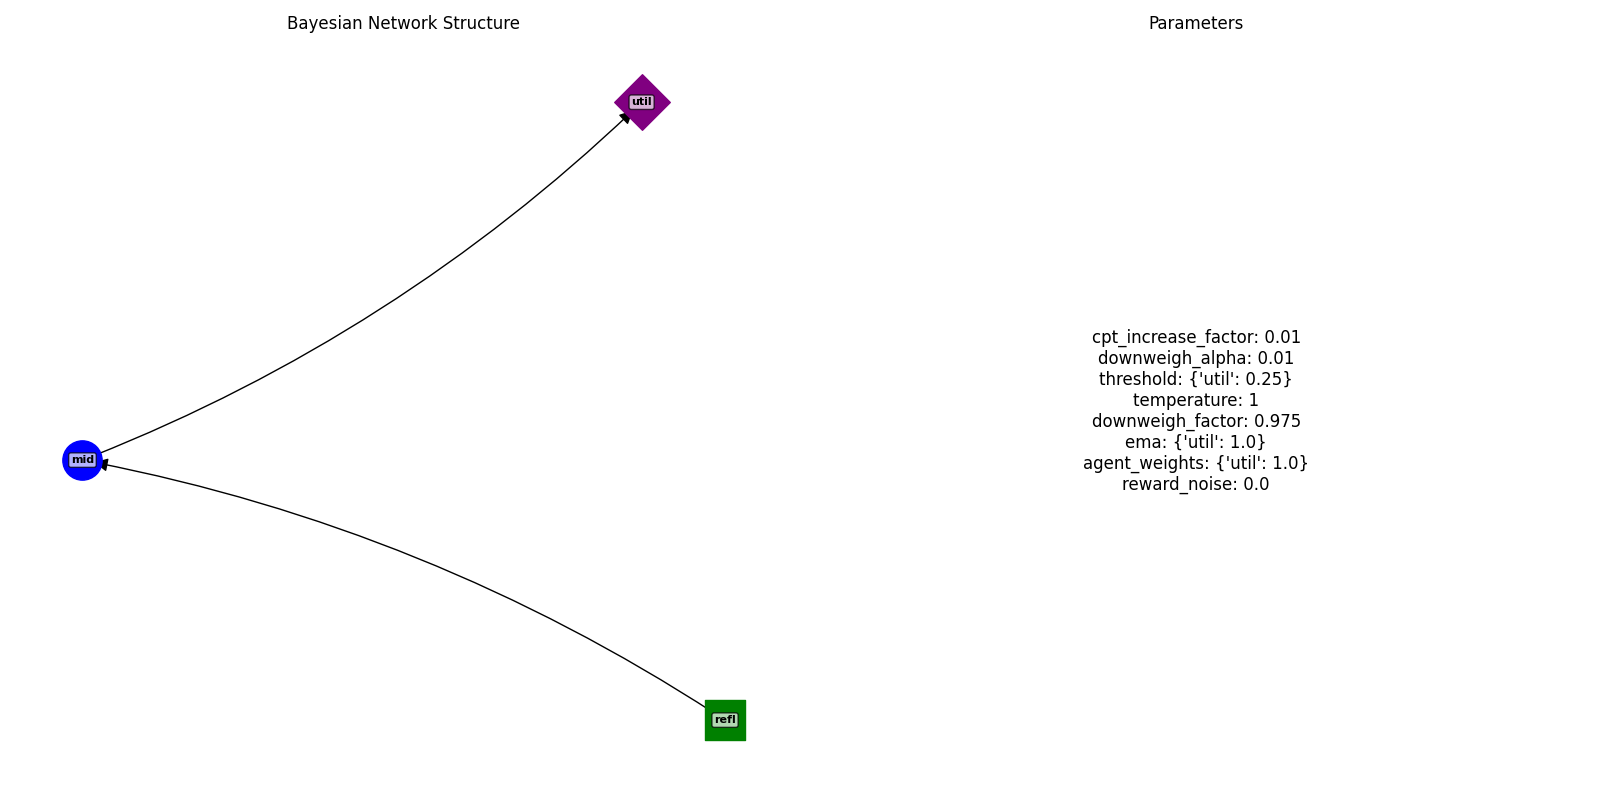 Bayesian Network Structure
Parameters
util
mid
refl
cpt_increase_factor: 0.01
downweigh_alpha: 0.01
threshold: {'util': 0.25}
temperature: 1
downweigh_factor: 0.975
ema: {'util': 1.0}
agent_weights: {'util': 1.0}
reward_noise: 0.0